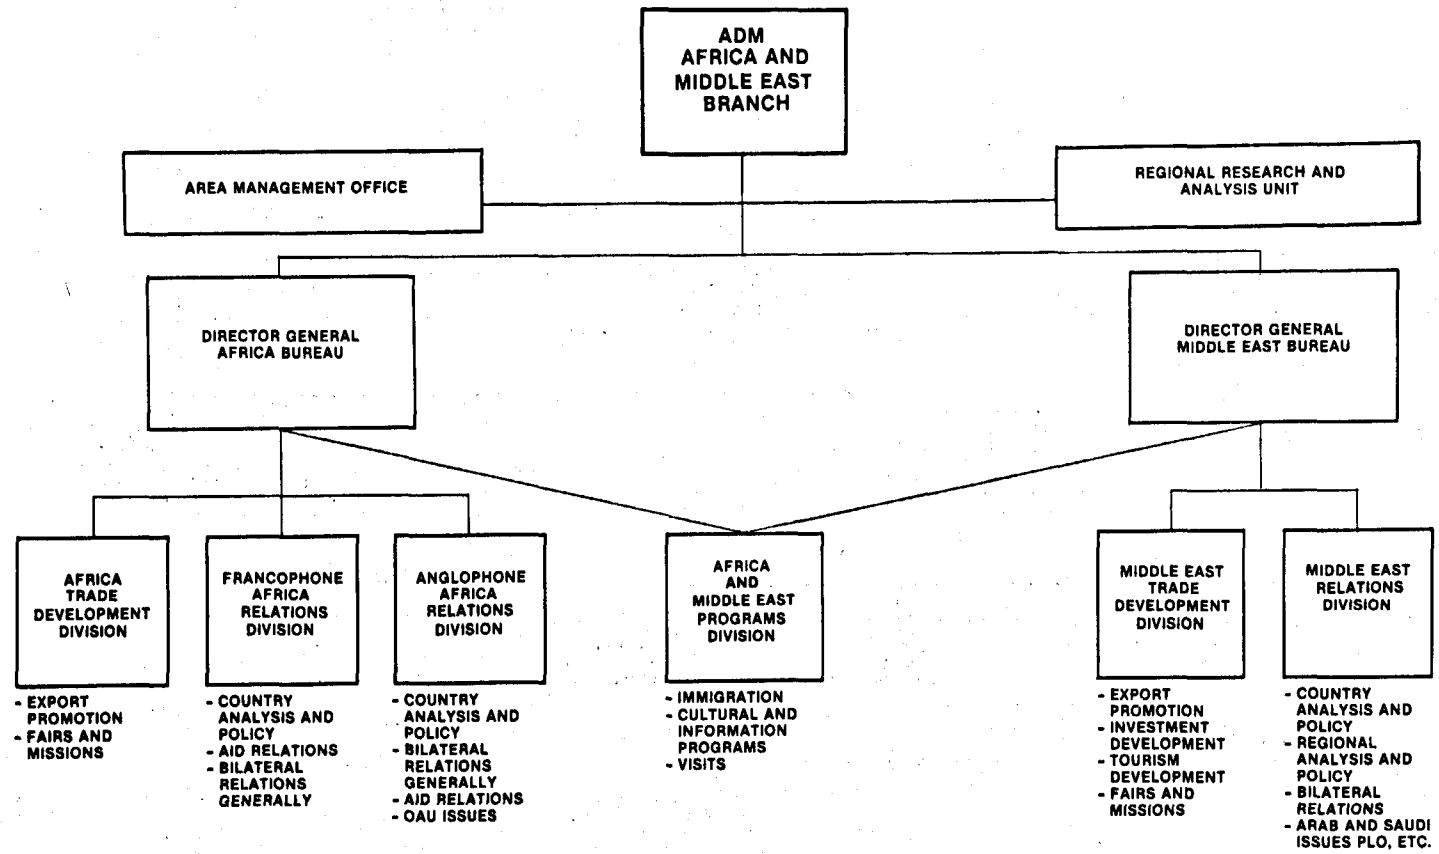 ADM
AFRICA AND
MIDDLE EAST
BRANCH
AREA MANAGEMENT OFFICE
REGIONAL RESEARCH AND
ANALYSIS UNIT
DIRECTOR GENERAL
AFRICA BUREAU
DIRECTOR GENERAL
MIDDLE EAST BUREAU
AFRICA
TRADE
DEVELOPMENT
DIVISION
- EXPORT
PROMOTION
- FAIRS AND
MISSIONS
FRANCOPHONE
AFRICA
RELATIONS
DIVISION
- COUNTRY
ANALYSIS AND
POLICY
- AID RELATIONS
- BILATERAL
RELATIONS
GENERALLY
ANGLOPHONE
AFRICA
RELATIONS
DIVISION
- COUNTRY
ANALYSIS AND
POLICY
- BILATERAL
RELATIONS
GENERALLY
- AID RELATIONS
- OAU ISSUES
AFRICA
AND
MIDDLE EAST
PROGRAMS
DIVISION
- IMMIGRATION
- CULTURAL AND
INFORMATION
PROGRAMS
- VISITS
MIDDLE EAST
TRADE
DEVELOPMENT
DIVISION
- EXPORT
PROMOTION
- INVESTMENT
DEVELOPMENT
- TOURISM
DEVELOPMENT
- FAIRS AND
MISSIONS
MIDDLE EAST
RELATIONS
DIVISION
- COUNTRY
ANALYSIS AND
POLICY
- REGIONAL
ANALYSIS AND
POLICY
- BILATERAL
RELATIONS
- ARAB AND SAUDI
ISSUES PLO, ETC.